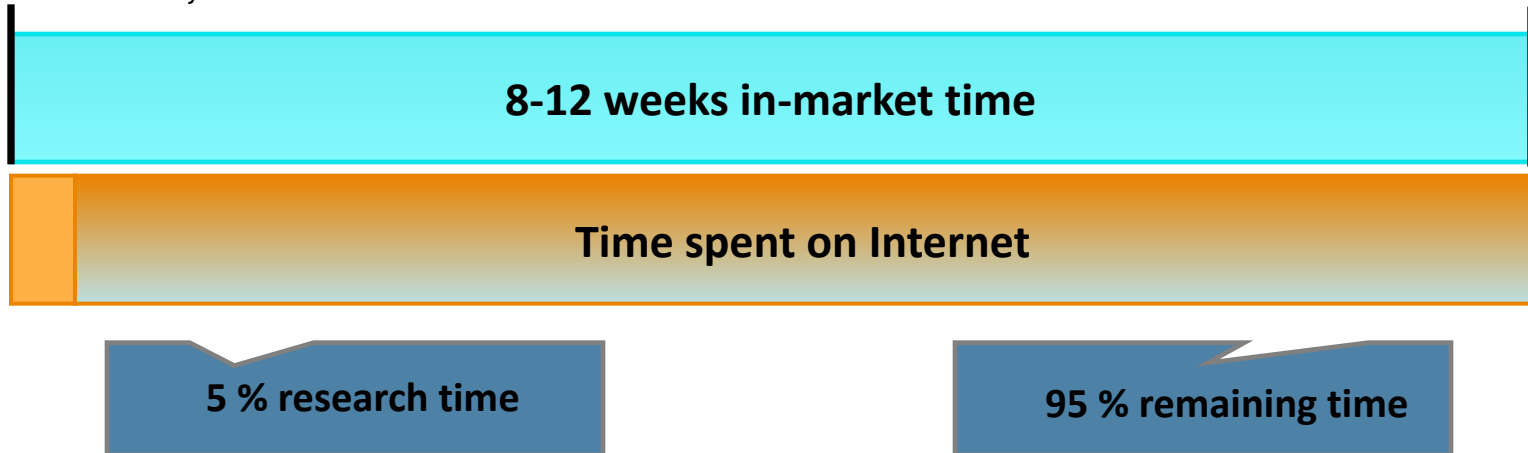 8-12 weeks in-market time
Time spent on Internet
5 % research time
95 % remaining time